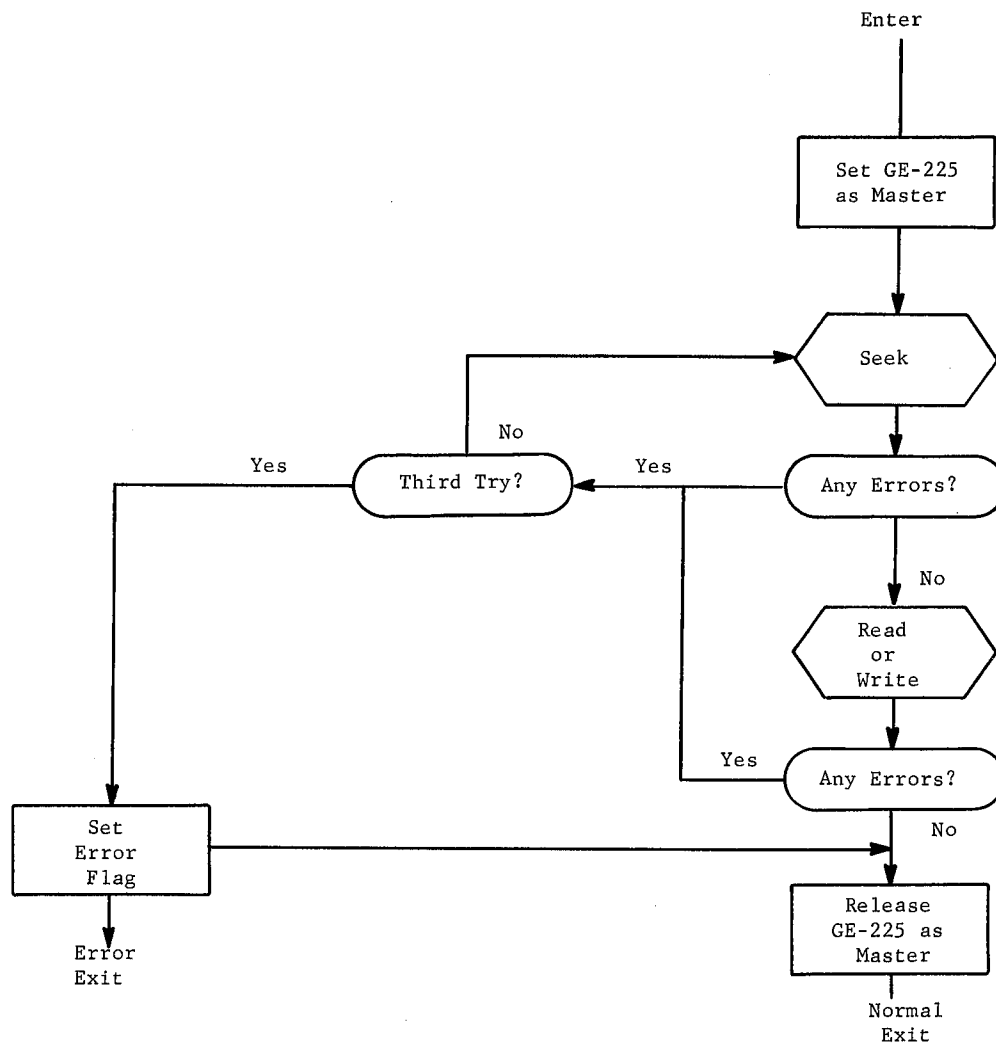 Enter
Set GE-225
as Master
Seek
No
Yes
Third Try?
Yes
Any Errors?
No
Read
or
Write
Yes
Any Errors?
No
Set
Error
Flag
Release
GE-225 as
Master
Error
Exit
Normal
Exit